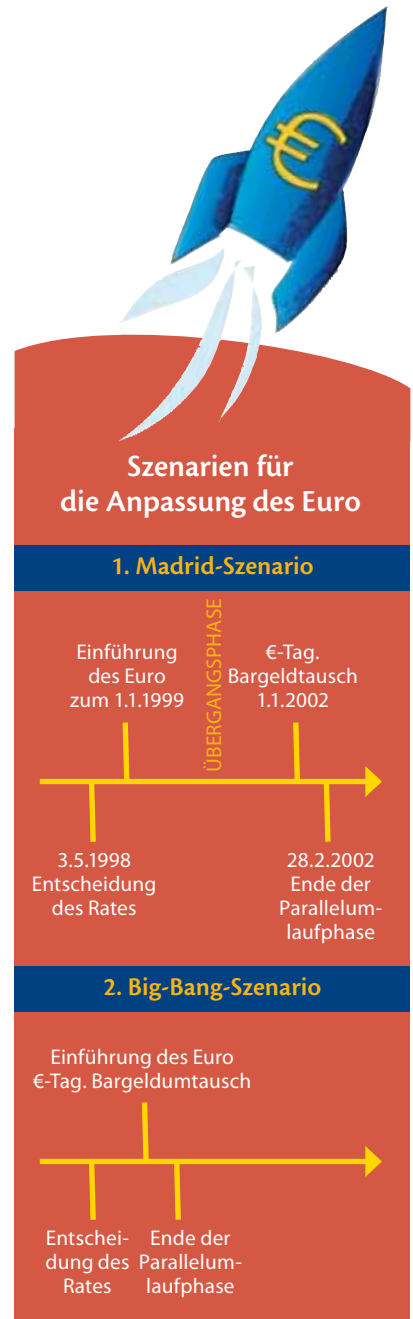 €
Szenarien für
die Anpassung des Euro
1. Madrid-Szenario
Einführung
des Euro
zum 1.1.1999
ÜBERGANGSPHASE
€-Tag.
Bargeldtausch
1.1.2002
3.5.1998
Entscheidung
des Rates
28.2.2002
Ende der
Parallelum-
laufphase
2. Big-Bang-Szenario
Einführung des Euro
€-Tag. Bargeldumtausch
Entschei-
dung des
Rates
Ende der
Parallelum-
laufphase